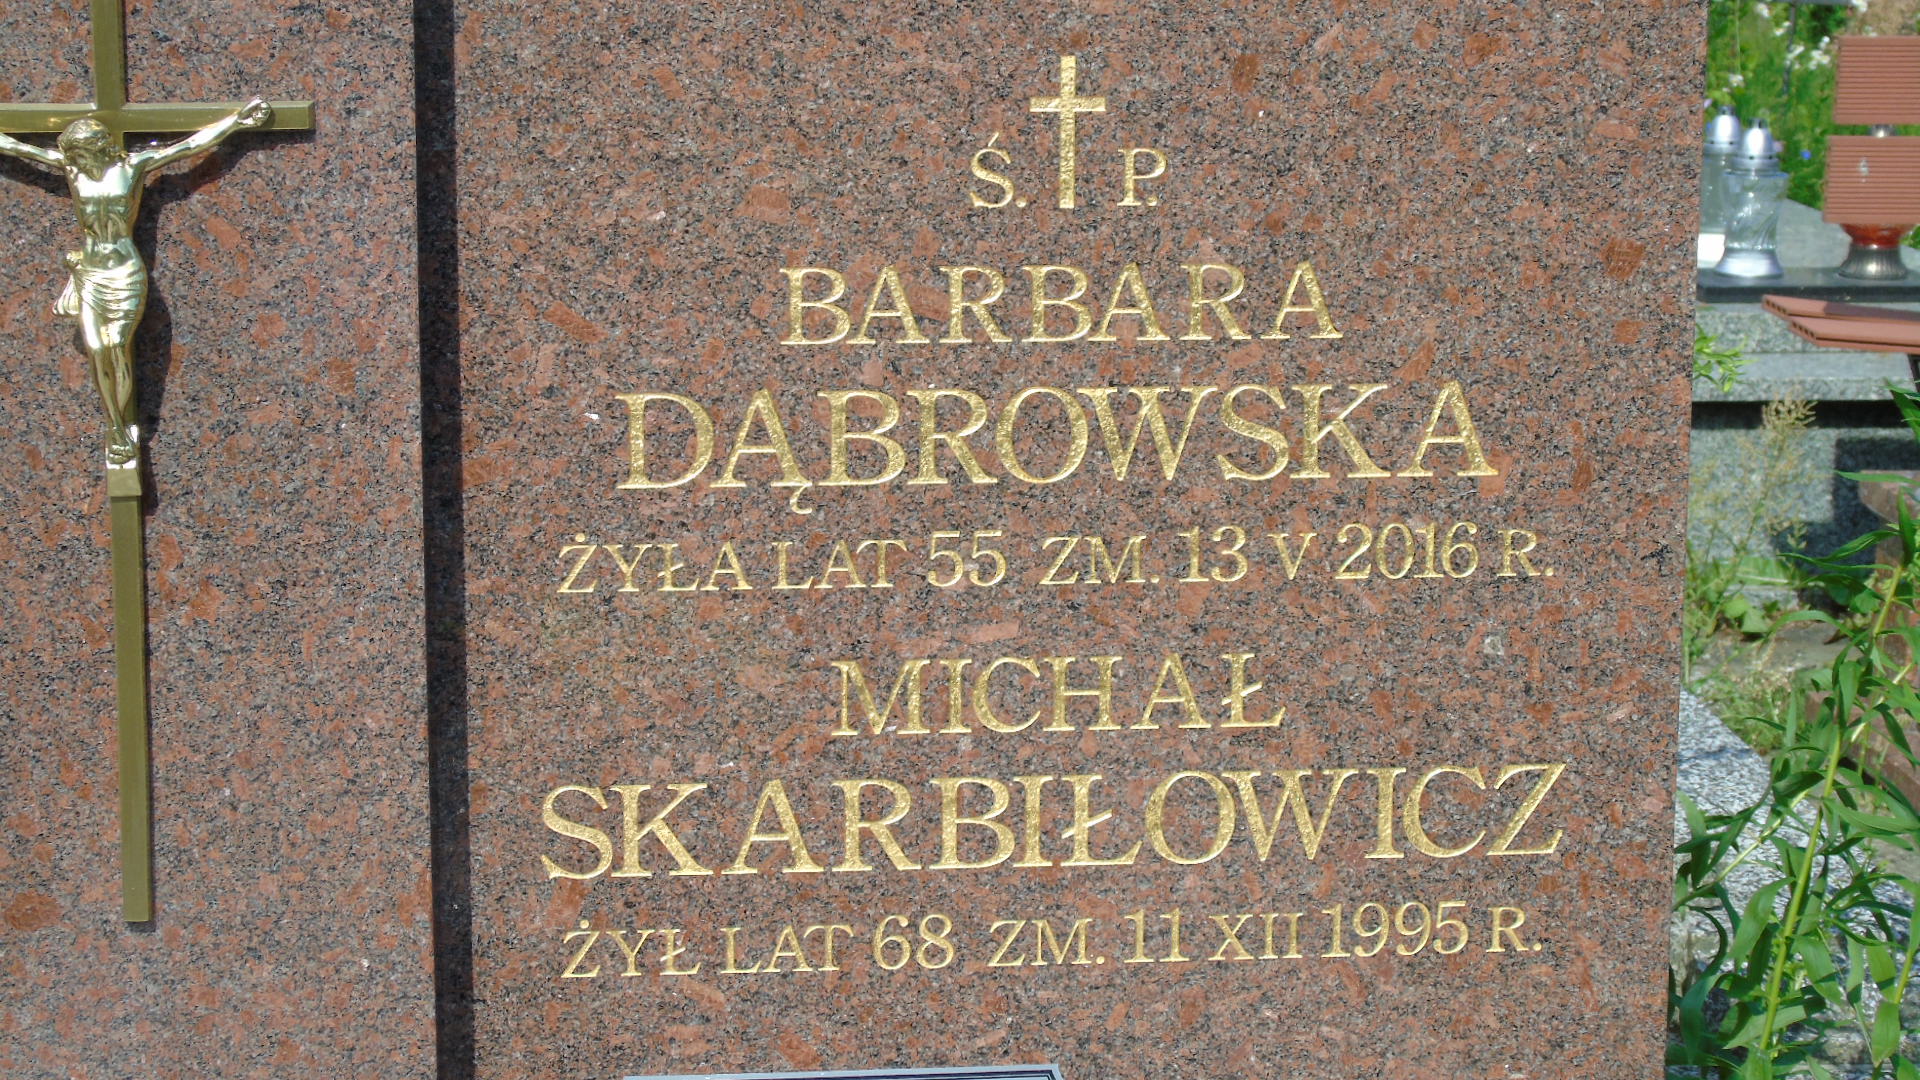 Ś. P.
BARBARA
DĄBROWSKA
ŻYŁA LAT 55 ZM. 13 V 2016 R.
MICHAŁ
SKARBIŁOWICZ
ŻYŁ LAT 68 ZM. 11 XII 1995 R.